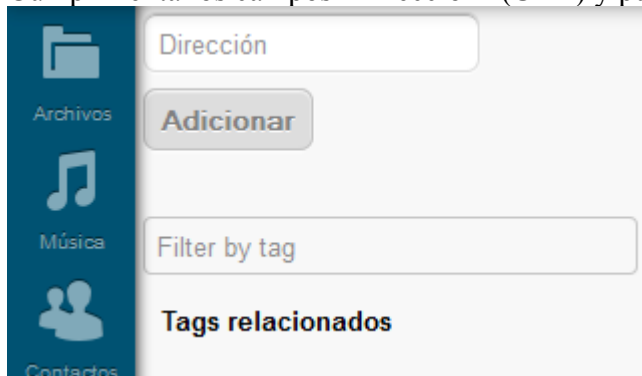 Dirección
Archivos
Adicionar
Música
Filter by tag
Tags relacionados
Contactos